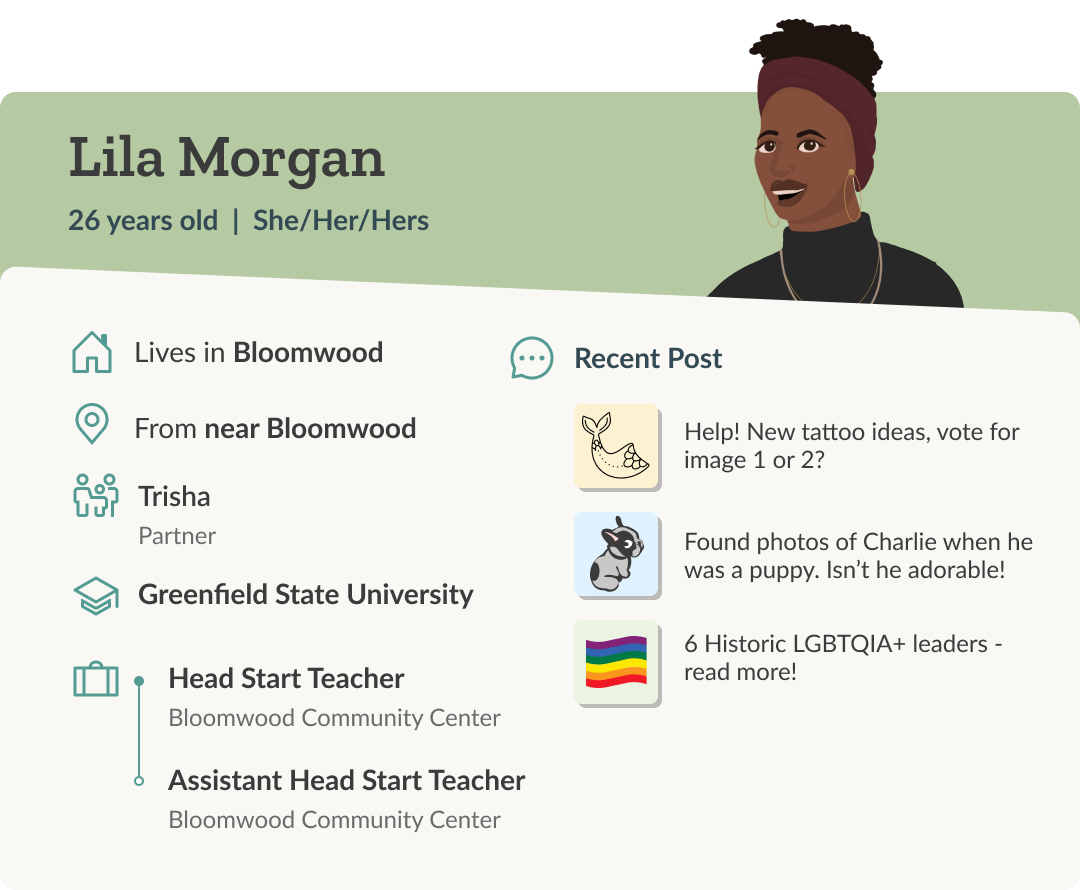 Lila Morgan
26 years old | She/Her/Hers
Lives in Bloomwood
From near Bloomwood
Trisha
Partner
Greenfield State University
Head Start Teacher
Bloomwood Community Center
Assistant Head Start Teacher
Bloomwood Community Center
Recent Post
Help! New tattoo ideas, vote for
image 1 or 2?
Found photos of Charlie when he
was a puppy. Isn’t he adorable!
6 Historic LGBTQIA+ leaders -
read more!